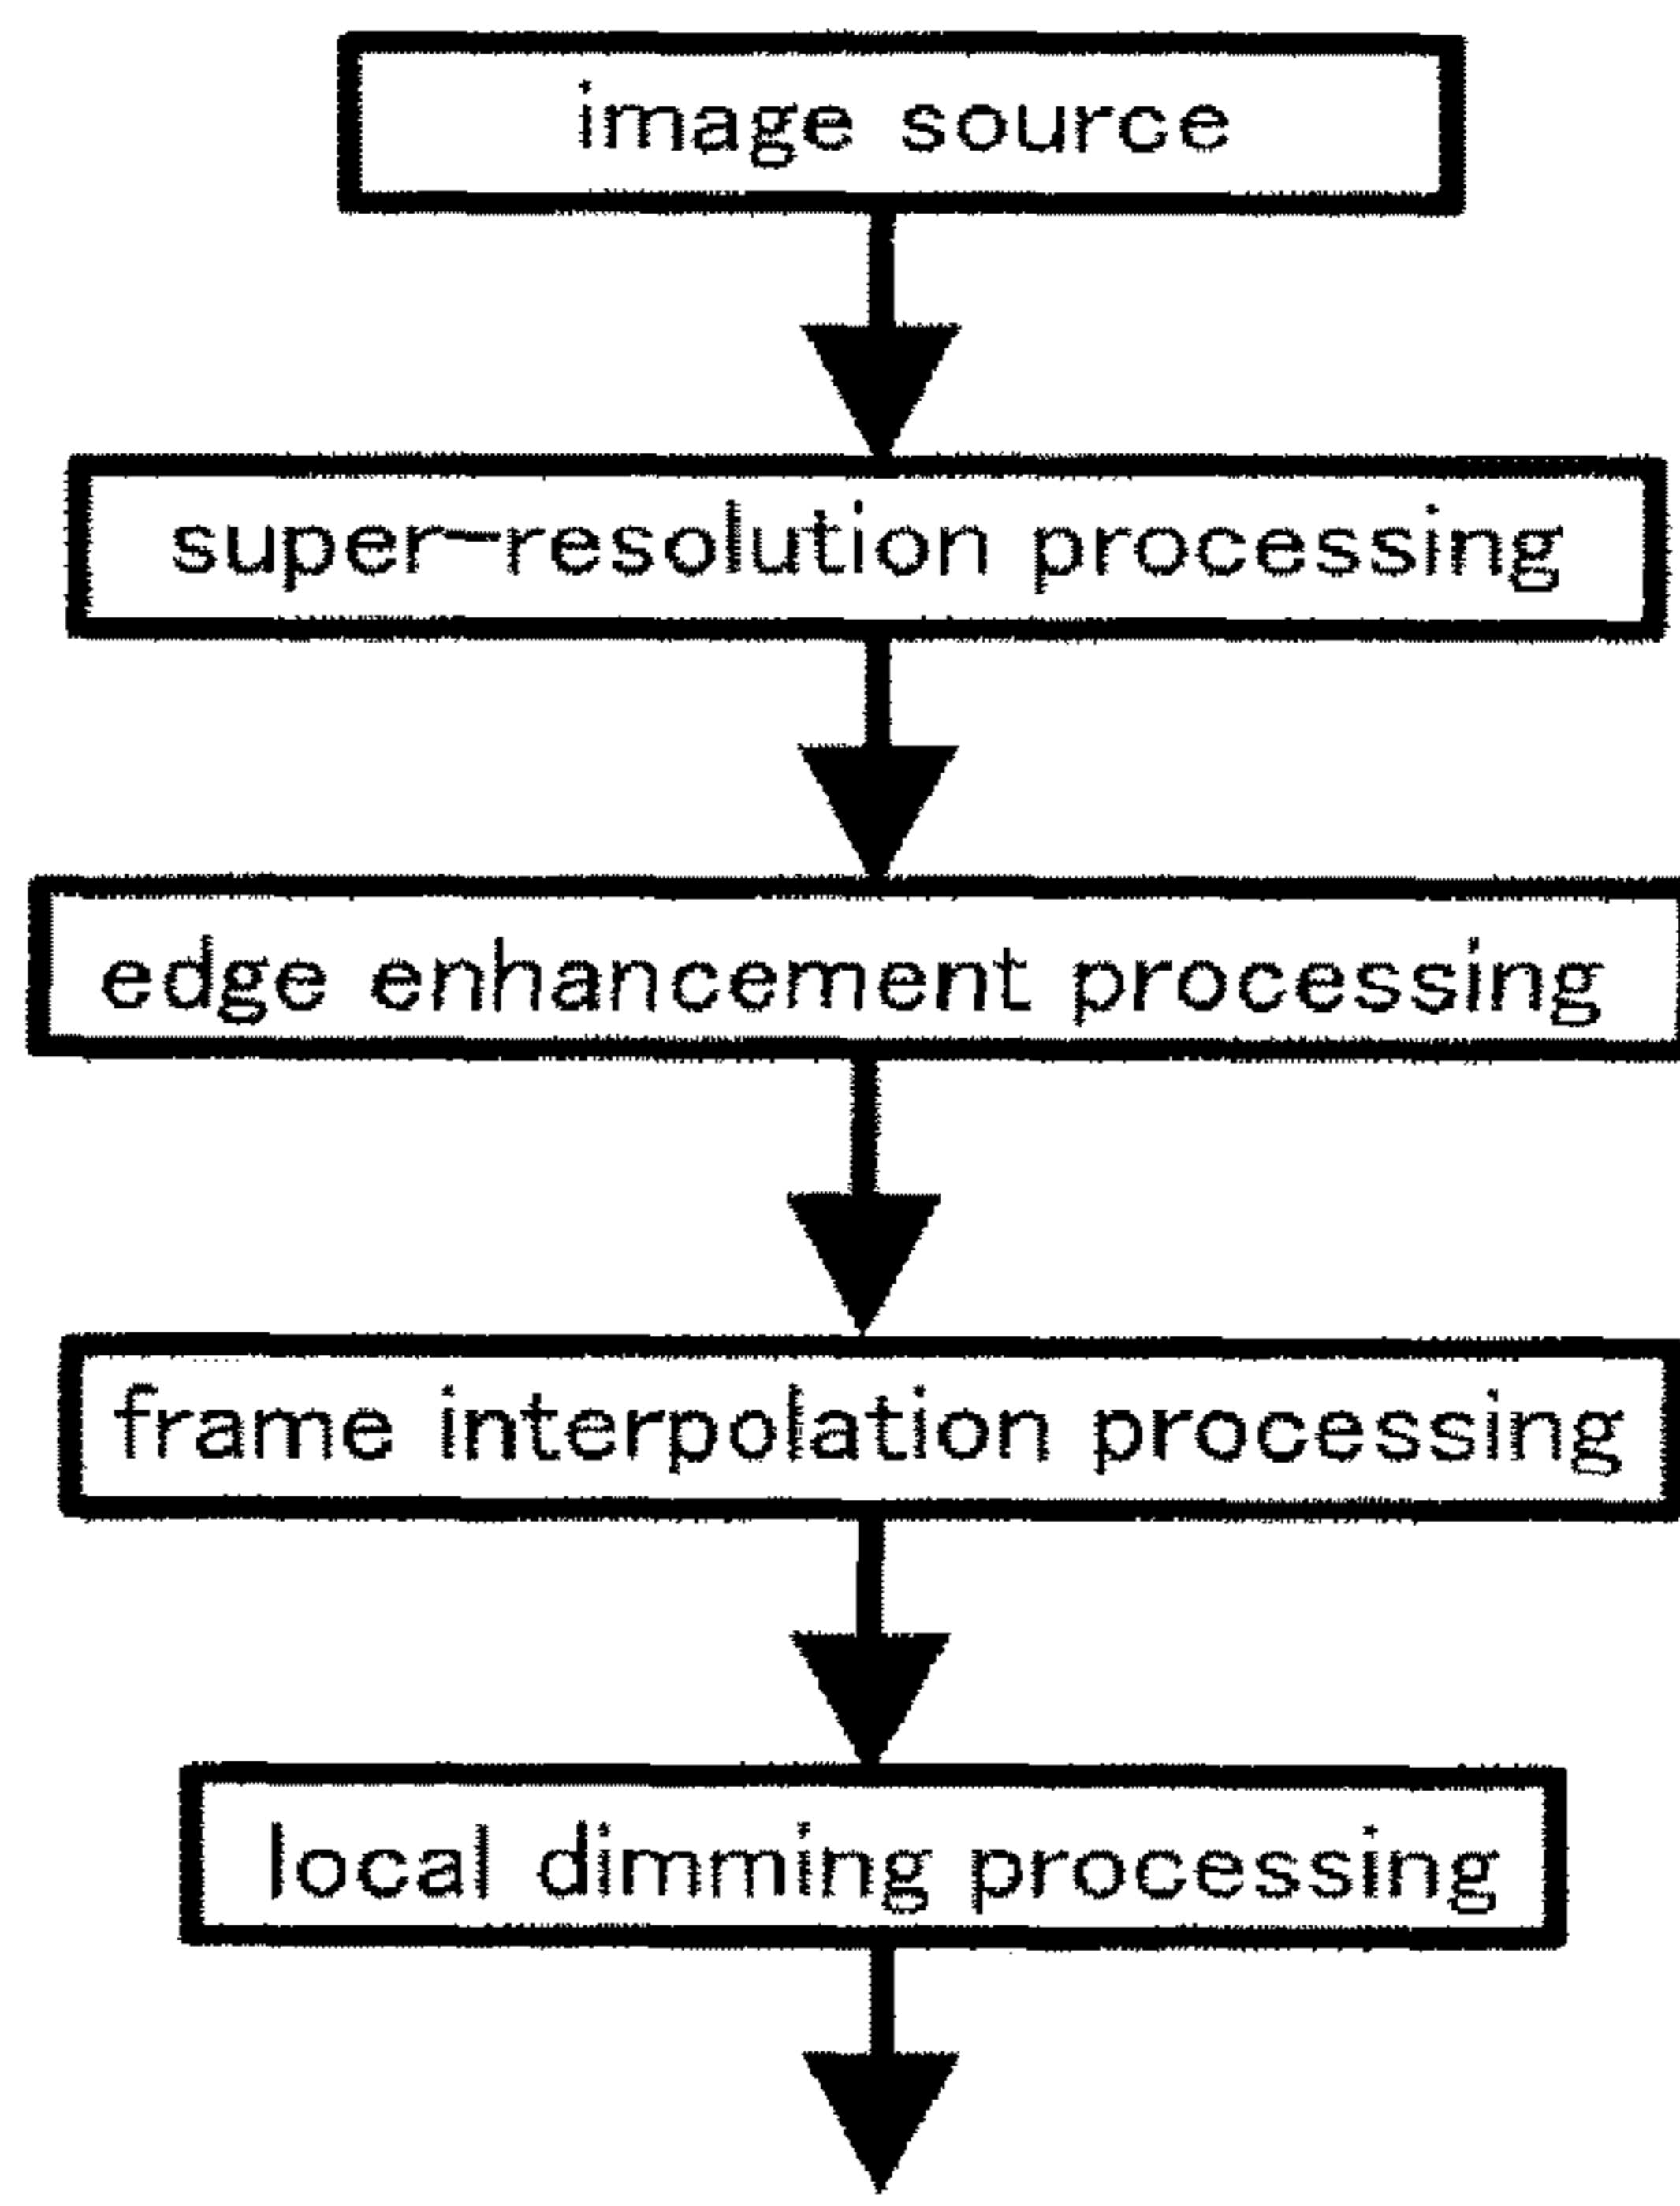 image source
super-resolution processing
edge enhancement processing
frame interpolation processing
local dimming processing